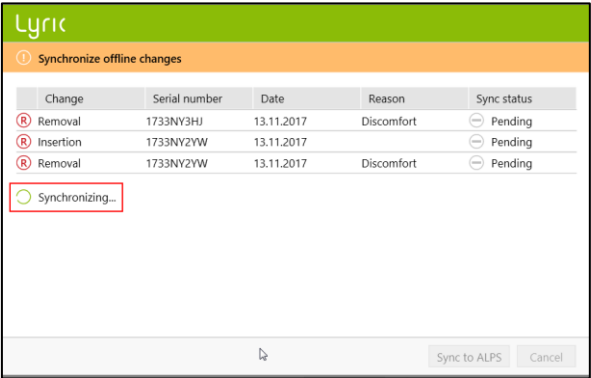 Lyric
! Synchronize offline changes
Change Serial number Date Reason Sync status
R Removal 1733NY3HJ 13.11.2017 Discomfort Pending
R Insertion 1733NY2YW 13.11.2017 Pending
R Removal 1733NY2YW 13.11.2017 Discomfort Pending
Synchronizing...
Sync to ALPS Cancel